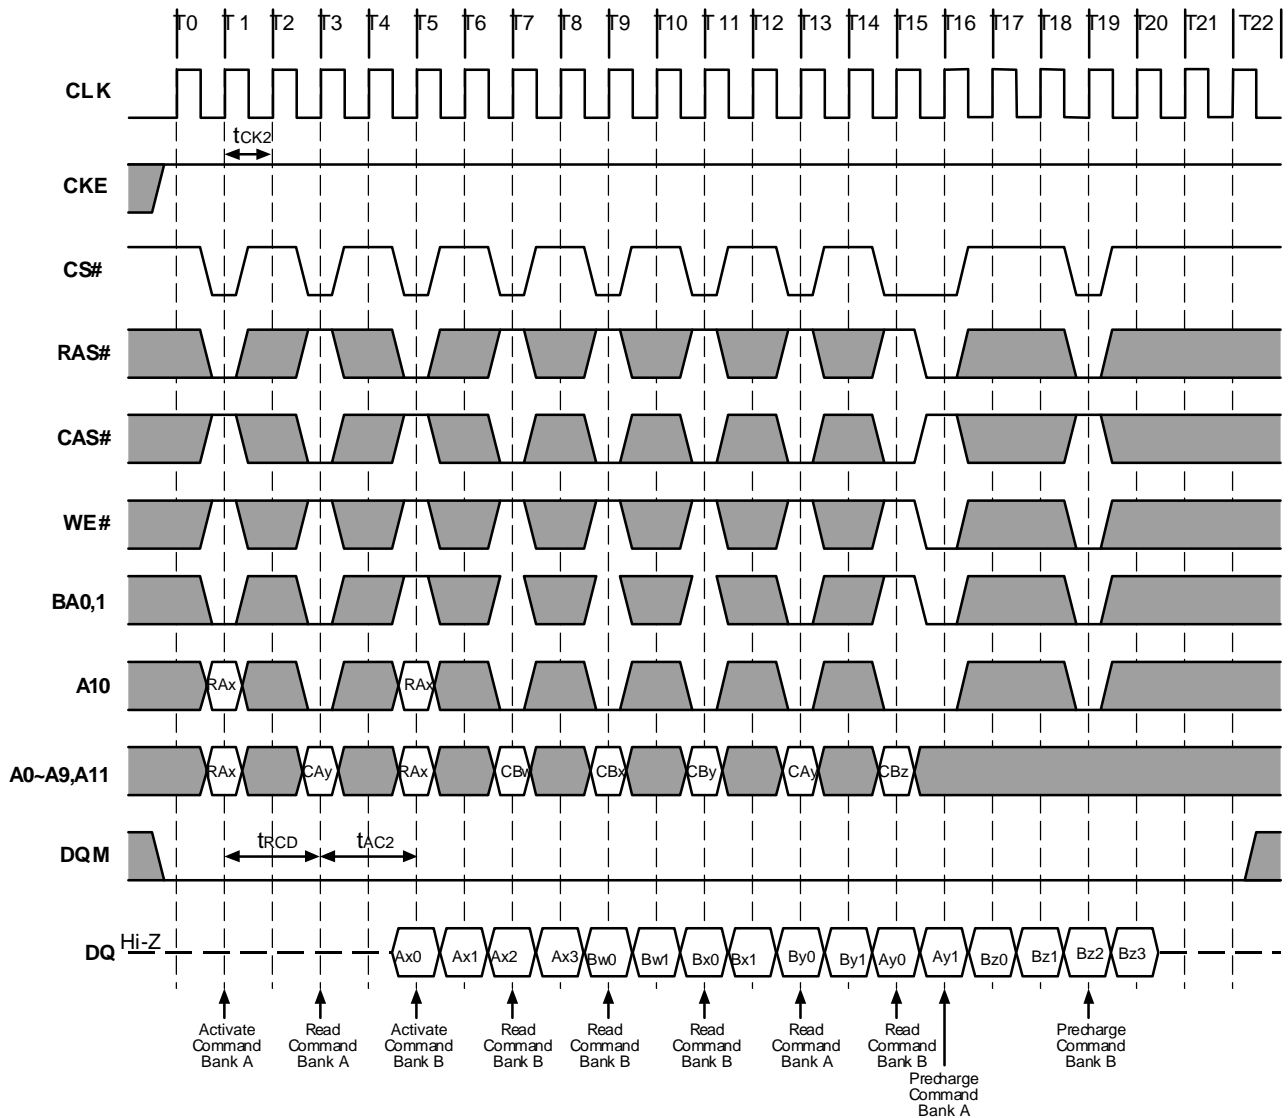 T0 T1 T2 T3 T4 T5 T6 T7 T8 T9 T10 T11 T12 T13 T14 T15 T16 T17 T18 T19 T20 T21 T22
CLK
tCK2
CKE
CS#
RAS#
CAS#
WE#
BA0,1
A10
RAx RAx
A0~A9,A11
RAx CAy RAx CBw CBx CBy CAy CBz
tRCD tAC2
DQM
DQ Hi-Z
Ax0 Ax1 Ax2 Ax3 Bw0 Bw1 Bx0 Bx1 By0 By1 Ay0 Ay1 Bz0 Bz1 Bz2 Bz3
Activate
Command
Bank A
Read
Command
Bank A
Activate
Command
Bank B
Read
Command
Bank B
Read
Command
Bank B
Read
Command
Bank B
Read
Command
Bank A
Read
Command
Bank B
Precharge
Command
Bank A
Precharge
Command
Bank B